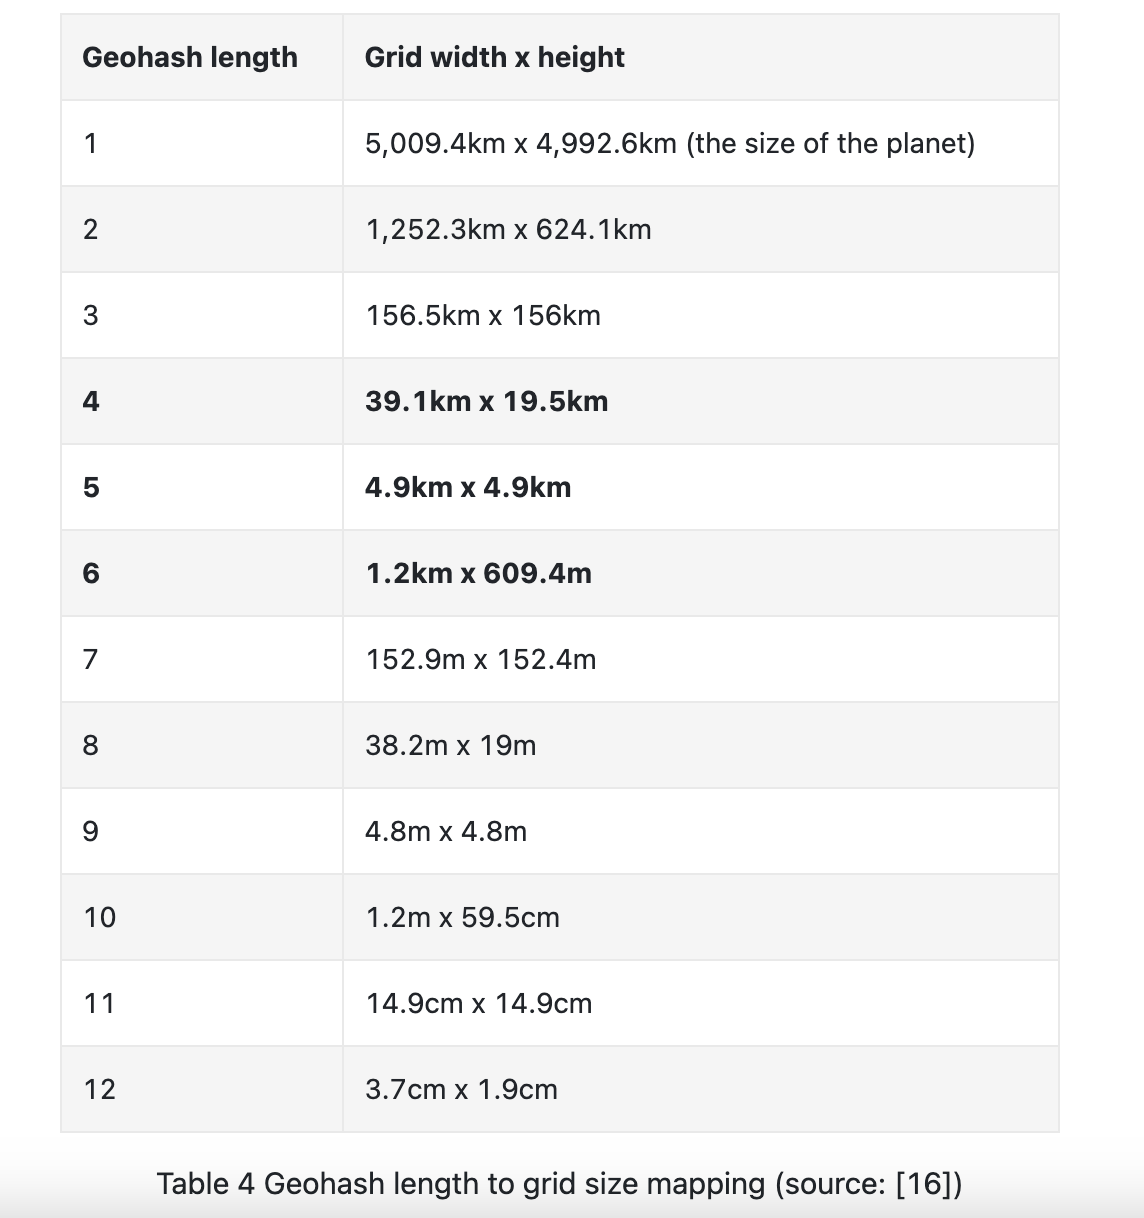 Geohash length Grid width x height
1 5,009.4km x 4,992.6km (the size of the planet)
2 1,252.3km x 624.1km
3 156.5km x 156km
4 39.1km x 19.5km
5 4.9km x 4.9km
6 1.2km x 609.4m
7 152.9m x 152.4m
8 38.2m x 19m
9 4.8m x 4.8m
10 1.2m x 59.5cm
11 14.9cm x 14.9cm
12 3.7cm x 1.9cm
Table 4 Geohash length to grid size mapping (source: [16])